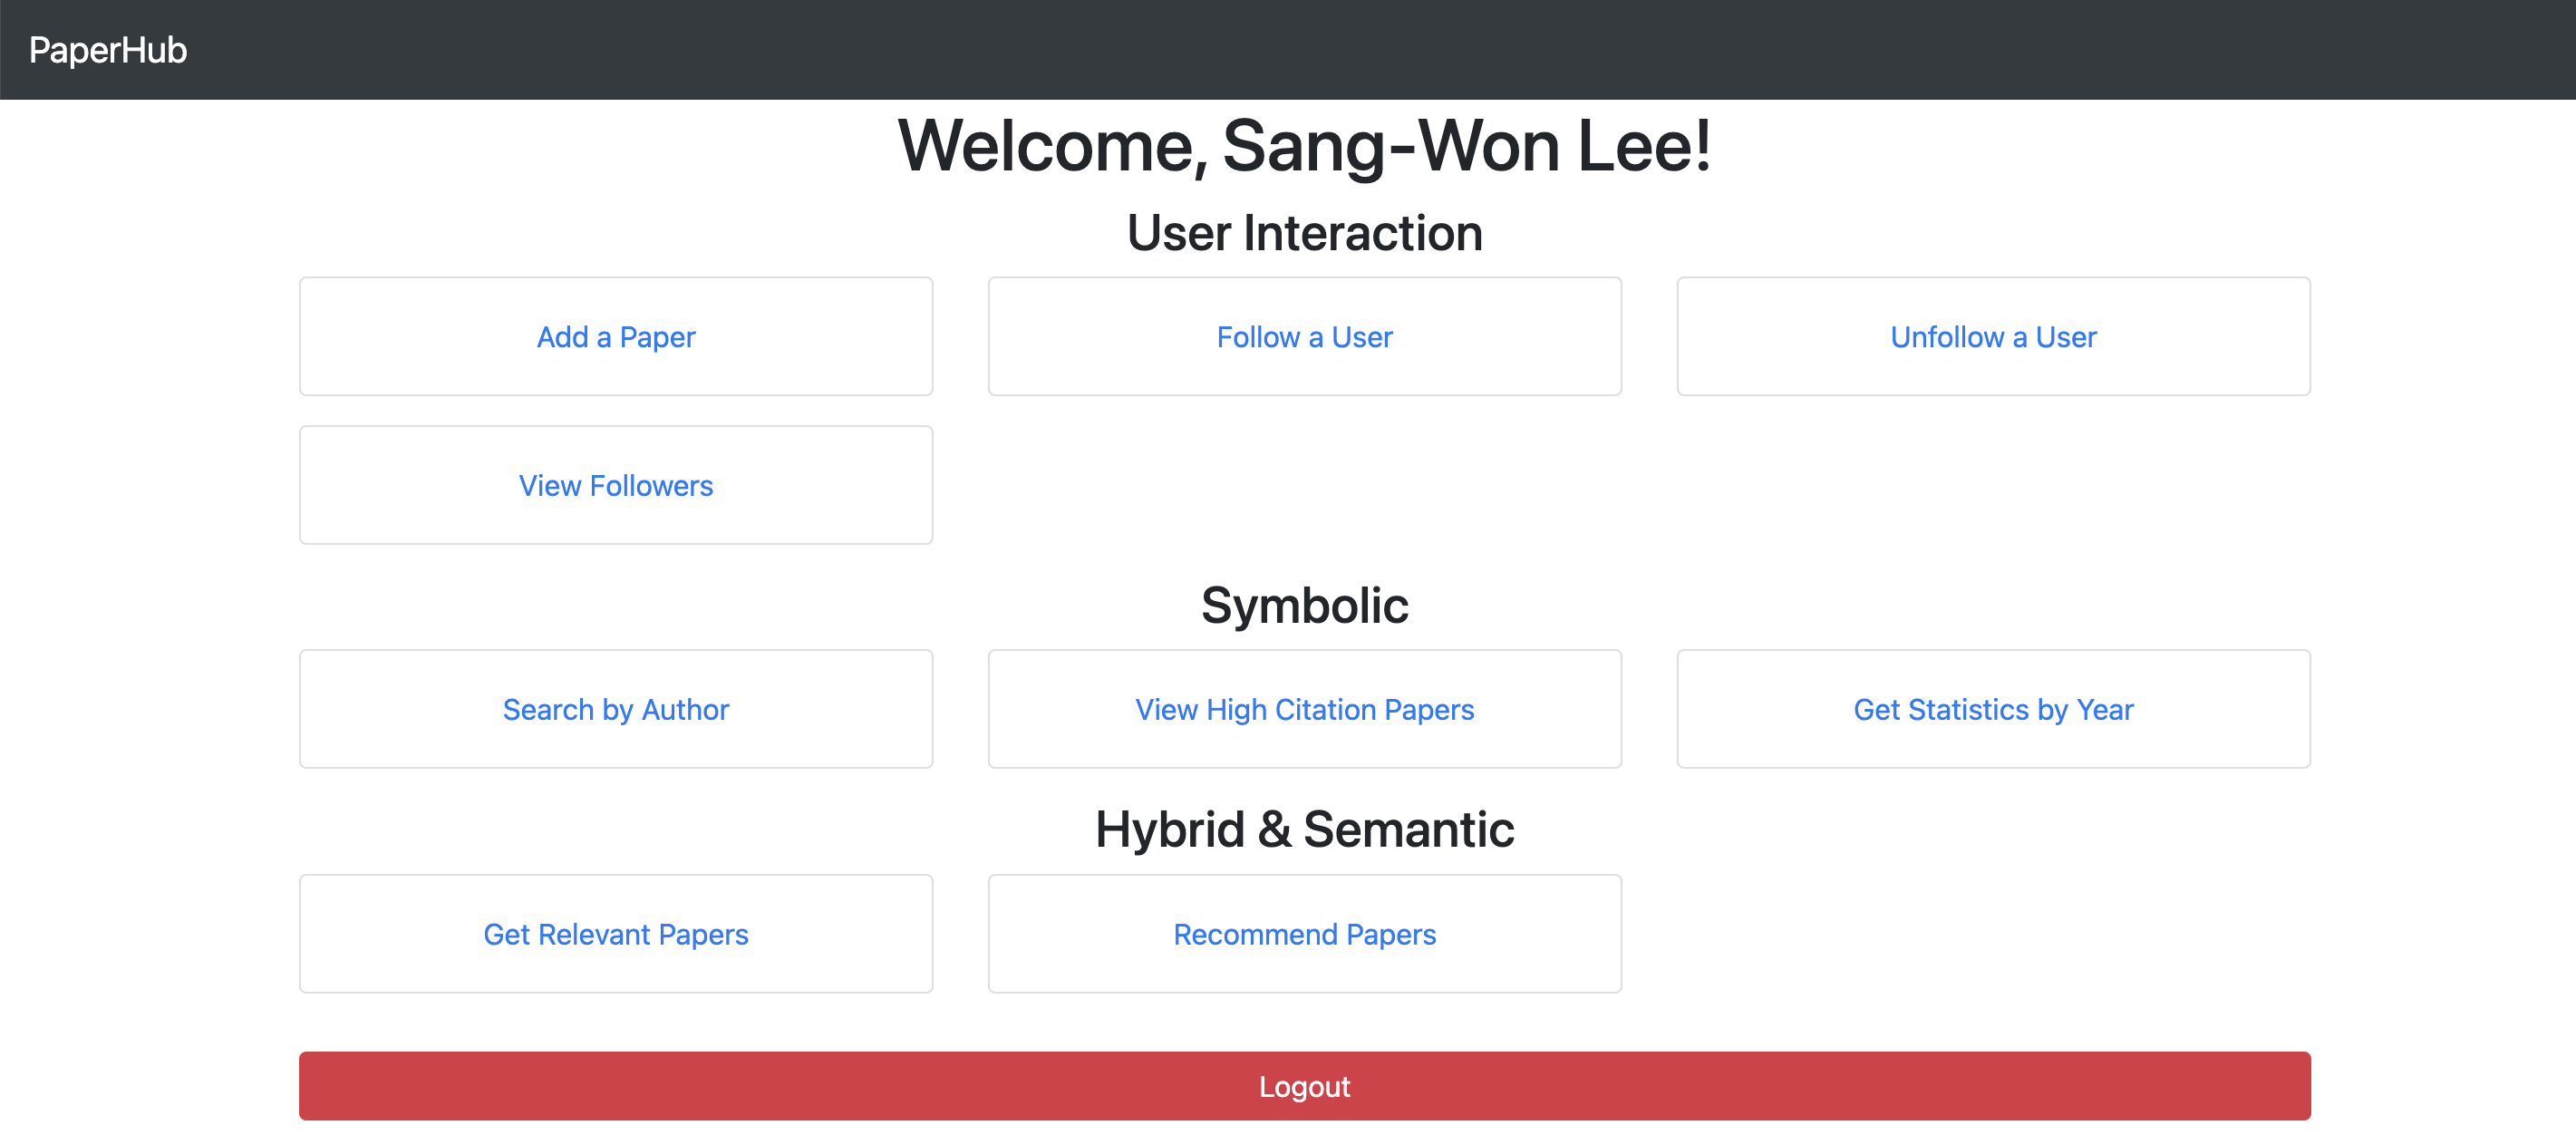 PaperHub
Welcome, Sang-Won Lee!
User Interaction
Add a Paper
Follow a User
Unfollow a User
View Followers
Symbolic
Search by Author
View High Citation Papers
Get Statistics by Year
Hybrid & Semantic
Get Relevant Papers
Recommend Papers
Logout